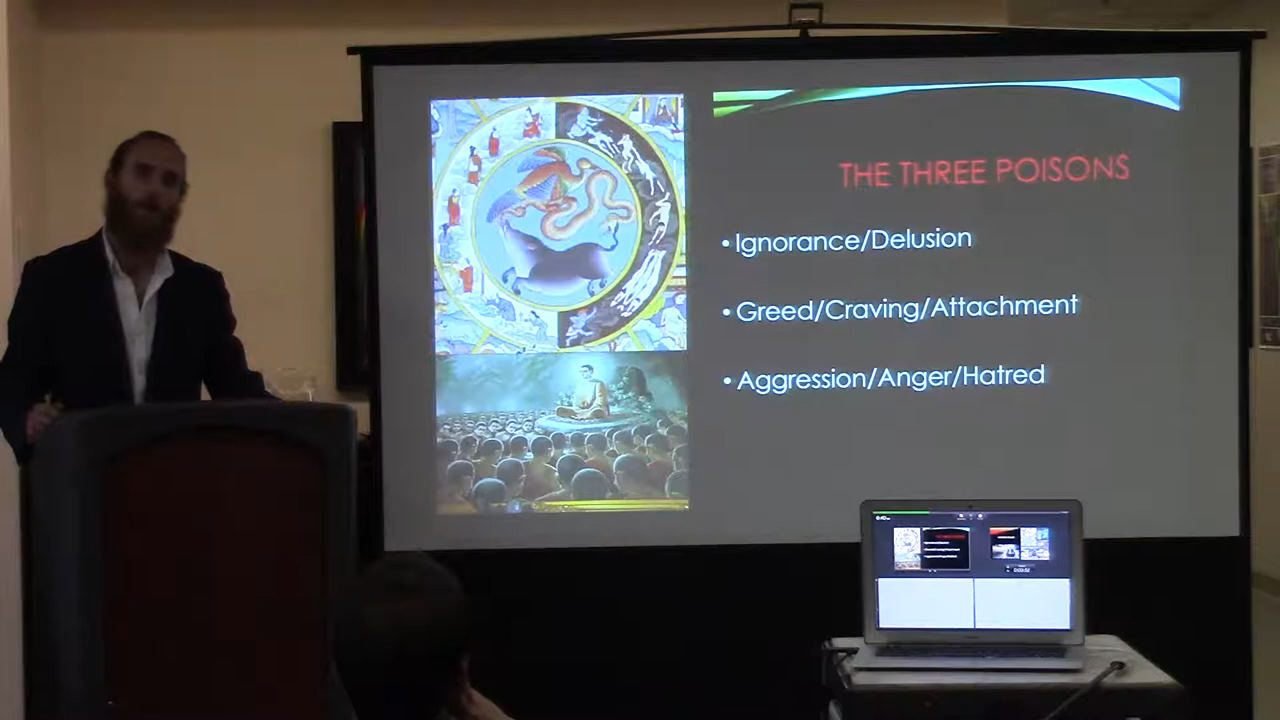 THE THREE POISONS
• Ignorance/Delusion
• Greed/Craving/Attachment
• Aggression/Anger/Hatred